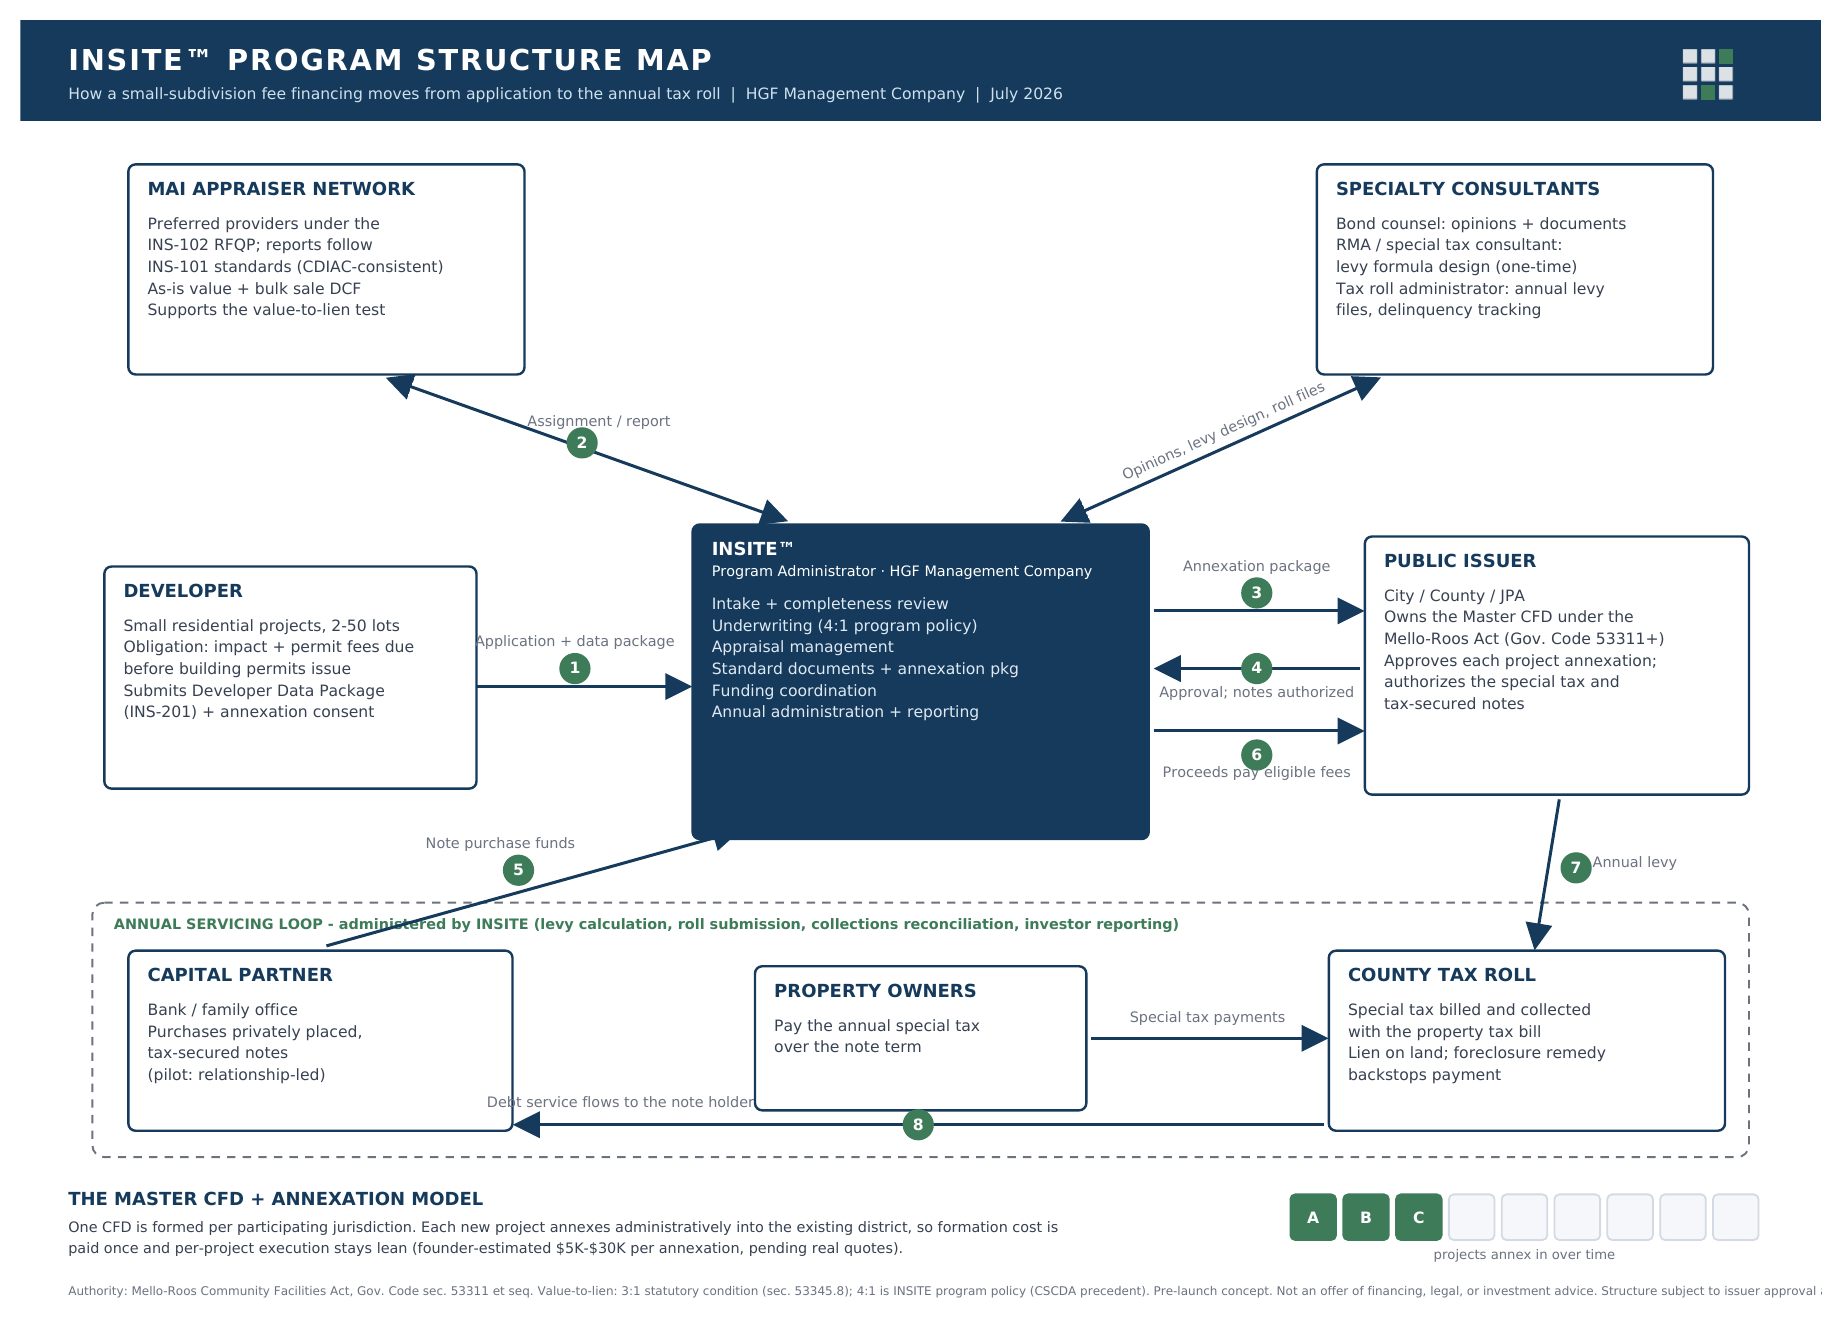 INSITE™ PROGRAM STRUCTURE MAP
How a small-subdivision fee financing moves from application to the annual tax roll | HGF Management Company | July 2026
MAI APPRAISER NETWORK
Preferred providers under the
INS-102 RFQP; reports follow
INS-101 standards (CDIAC-consistent)
As-is value + bulk sale DCF
Supports the value-to-lien test
SPECIALTY CONSULTANTS
Bond counsel: opinions + documents
RMA / special tax consultant:
levy formula design (one-time)
Tax roll administrator: annual levy
files, delinquency tracking
Assignment / report
2
Opinions, levy design, roll files
DEVELOPER
Small residential projects, 2-50 lots
Obligation: impact + permit fees due
before building permits issue
Submits Developer Data Package
(INS-201) + annexation consent
Application + data package
1
INSITE™
Program Administrator · HGF Management Company
Intake + completeness review
Underwriting (4:1 program policy)
Appraisal management
Standard documents + annexation pkg
Funding coordination
Annual administration + reporting
Annexation package
3
4
Approval; notes authorized
6
Proceeds pay eligible fees
PUBLIC ISSUER
City / County / JPA
Owns the Master CFD under the
Mello-Roos Act (Gov. Code 53311+)
Approves each project annexation;
authorizes the special tax and
tax-secured notes
Note purchase funds
5
7
Annual levy
ANNUAL SERVICING LOOP - administered by INSITE (levy calculation, roll submission, collections reconciliation, investor reporting)
CAPITAL PARTNER
Bank / family office
Purchases privately placed,
tax-secured notes
(pilot: relationship-led)
PROPERTY OWNERS
Pay the annual special tax
over the note term
Special tax payments
COUNTY TAX ROLL
Special tax billed and collected
with the property tax bill
Lien on land; foreclosure remedy
backstops payment
Debt service flows to the note holder
8
THE MASTER CFD + ANNEXATION MODEL
One CFD is formed per participating jurisdiction. Each new project annexes administratively into the existing district, so formation cost is
paid once and per-project execution stays lean (founder-estimated $5K-$30K per annexation, pending real quotes).
A B C
projects annex in over time
Authority: Mello-Roos Community Facilities Act, Gov. Code sec. 53311 et seq. Value-to-lien: 3:1 statutory condition (sec. 53345.8); 4:1 is INSITE program policy (CSCDA precedent). Pre-launch concept. Not an offer of financing, legal, or investment advice. Structure subject to issuer approval